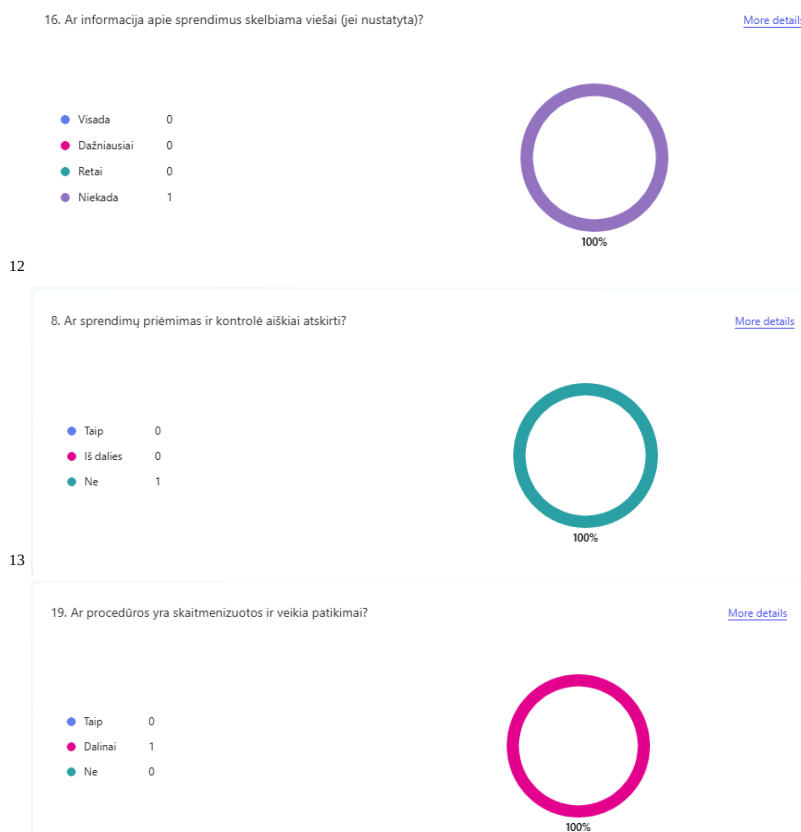 16. Ar informacija apie sprendimus skelbiama viešai (jei nustatyta)? More details
Visada 0
Dažniausiai 0
Retai 0
Niekada 1
100%
12
8. Ar sprendimų priėmimas ir kontrolė aiškiai atskirti? More details
Taip 0
Iš dalies 0
Ne 1
100%
13
19. Ar procedūros yra skaitmenizuotos ir veikia patikimai? More details
Taip 0
Dalinai 1
Ne 0
100%